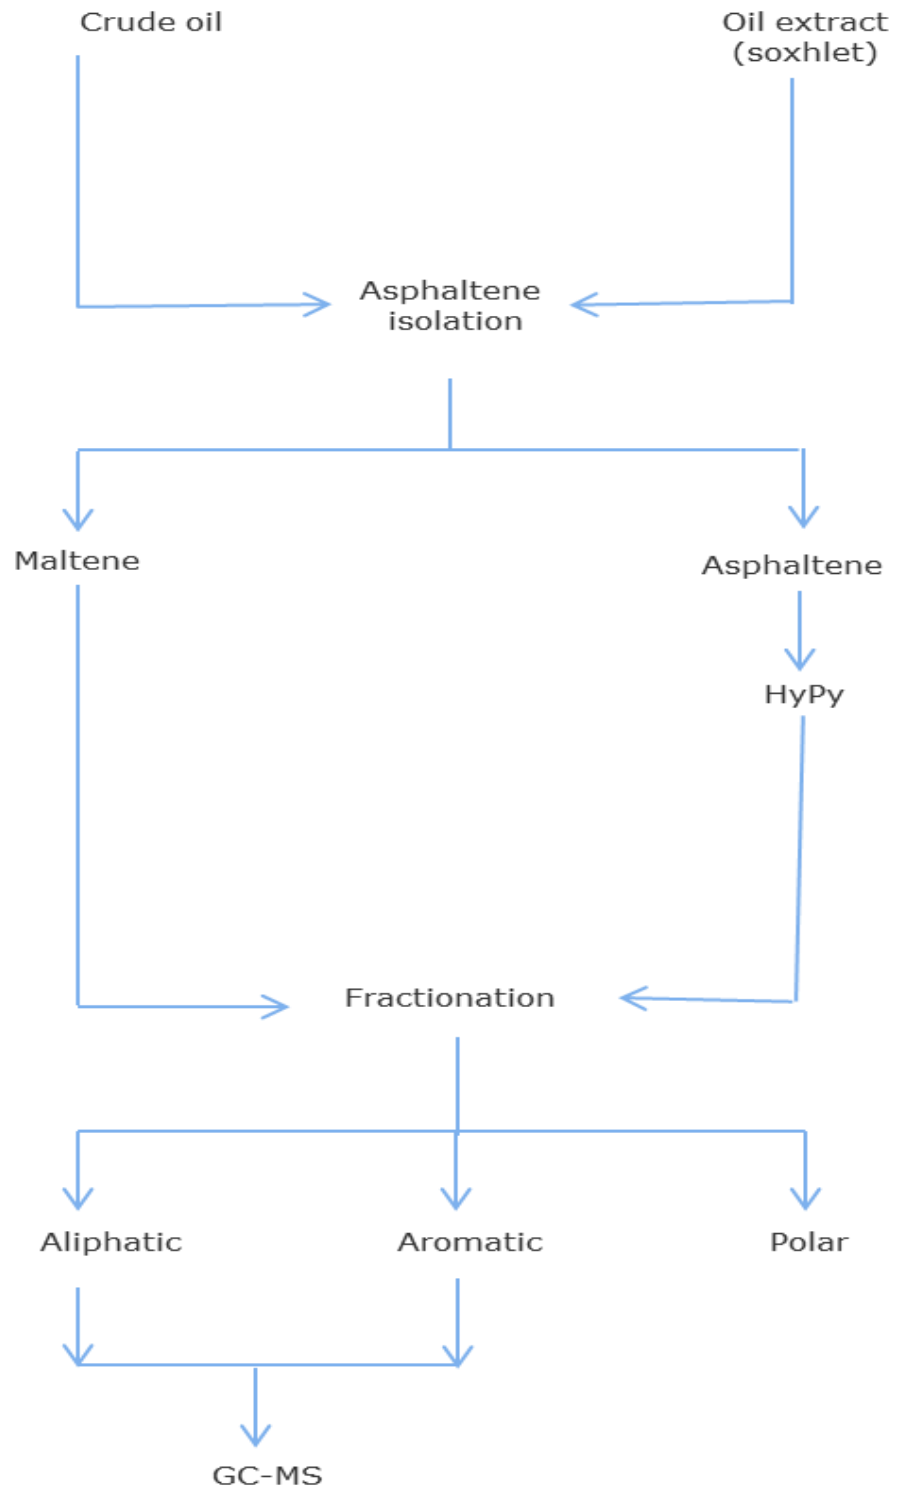 Crude oil
Oil extract
(soxhlet)
Asphaltene
isolation
Maltene
Asphaltene
HyPy
Fractionation
Aliphatic
Aromatic
Polar
GC-MS